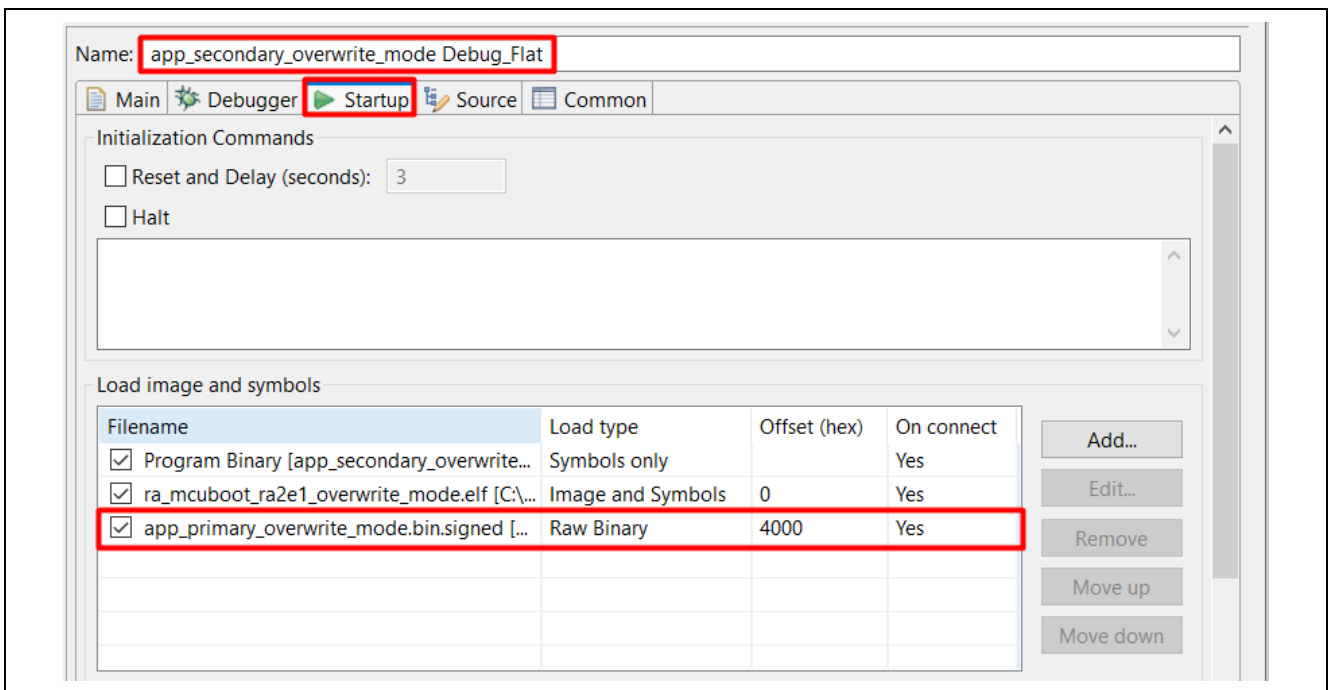 Name: app_secondary_overwrite_mode Debug_Flat
Main Debugger Startup Source Common
Initialization Commands
Reset and Delay (seconds): 3
Halt
Load image and symbols
Filename Load type Offset (hex) On connect
Program Binary [app_secondary_overwrite... Symbols only Yes
ra_mcuboot_ra2e1_overwrite_mode.elf [C:\... Image and Symbols 0 Yes
app_primary_overwrite_mode.bin.signed [... Raw Binary 4000 Yes
Add...
Edit...
Remove
Move up
Move down